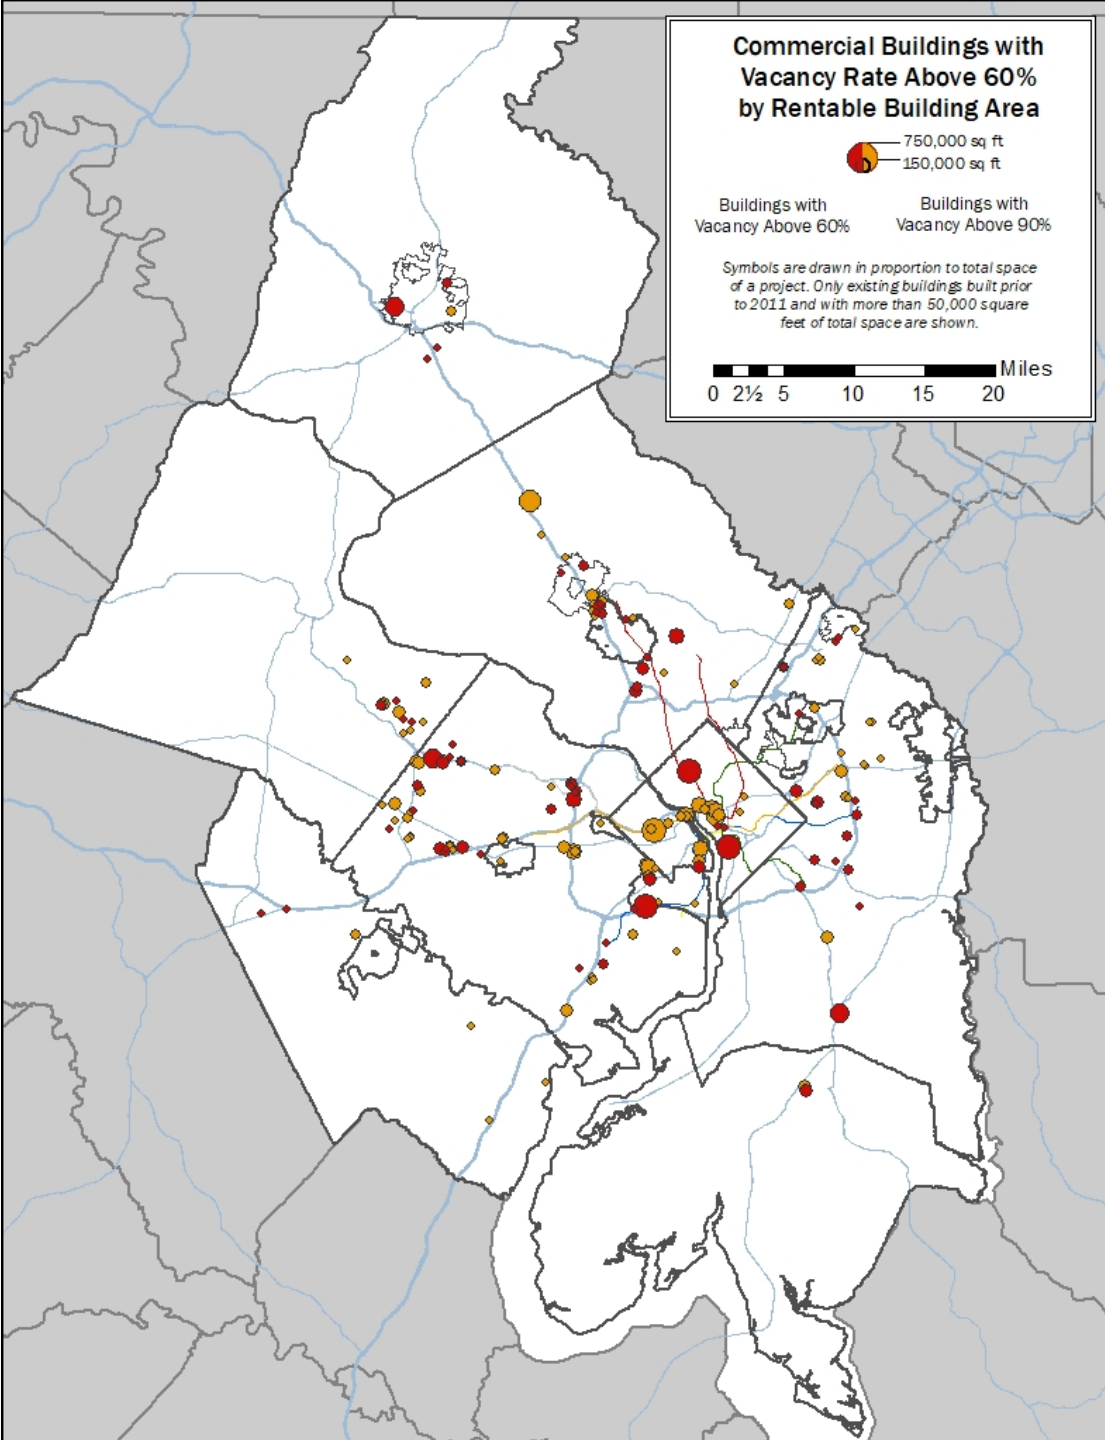 Commercial Buildings with
Vacancy Rate Above 60%
by Rentable Building Area
750,000 sq ft
150,000 sq ft
Buildings with
Vacancy Above 60%
Buildings with
Vacancy Above 90%
Symbols are drawn in proportion to total space
of a project. Only existing buildings built prior
to 2011 and with more than 50,000 square
feet of total space are shown.
Miles
0 2½ 5 10 15 20